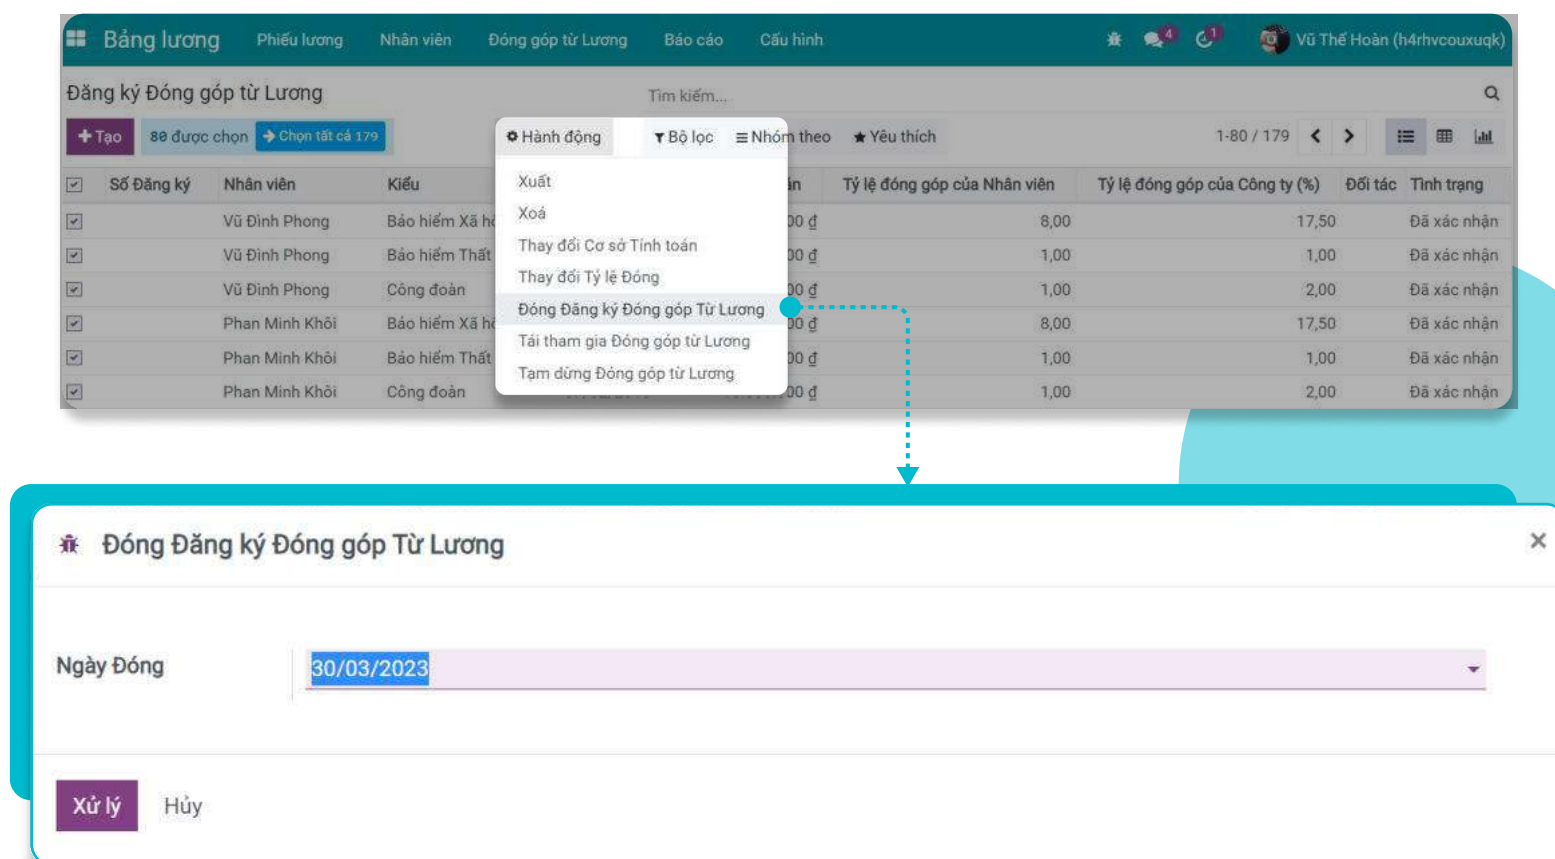 Bảng lương Phiếu lương Nhân viên Đóng góp từ Lương Báo cáo Cấu hình 4 1 Vũ Thế Hoàn (h4rhvcouxuqk)
Đăng ký Đóng góp từ Lương Tìm kiếm...
Tạo 80 được chọn Chọn tất cả 179 Hành động Bộ lọc Nhóm theo Yêu thích 1-80 / 179
Số Đăng ký Nhân viên Kiểu Tỷ lệ đóng góp của Nhân viên Tỷ lệ đóng góp của Công ty (%) Đối tác Tình trạng
Vũ Đình Phong Bảo hiểm Xã 00 ₫ 8,00 17,50 Đã xác nhận
Vũ Đình Phong Bảo hiểm Thất 00 ₫ 1,00 1,00 Đã xác nhận
Vũ Đình Phong Công đoàn 00 ₫ 1,00 2,00 Đã xác nhận
Phan Minh Khôi Bảo hiểm Xã 00 ₫ 8,00 17,50 Đã xác nhận
Phan Minh Khôi Bảo hiểm Thất 00 ₫ 1,00 1,00 Đã xác nhận
Phan Minh Khôi Công đoàn 00 ₫ 1,00 2,00 Đã xác nhận
Xuất
Xoá
Thay đổi Cơ sở Tính toán
Thay đổi Tỷ lệ Đóng
Đóng Đăng ký Đóng góp Từ Lương
Tái tham gia Đóng góp từ Lương
Tạm dừng Đóng góp từ Lương
Đóng Đăng ký Đóng góp Từ Lương
Ngày Đóng 30/03/2023
Xử lý Hủy